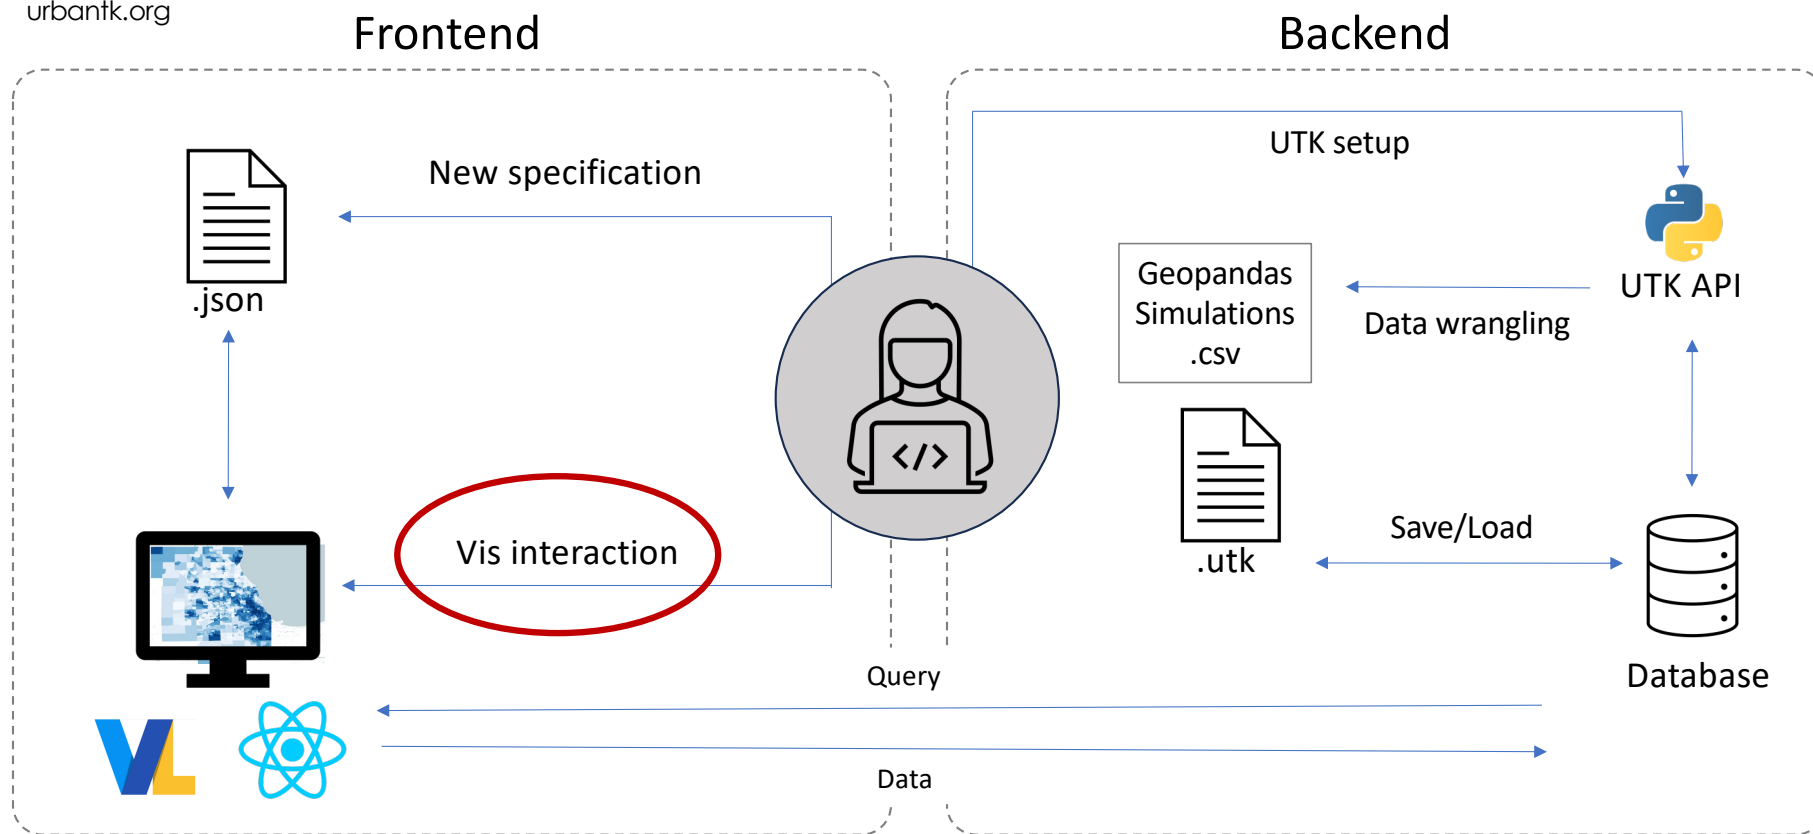 urbantk.org
Frontend
Backend
UTK setup
New specification
.json
Geopandas
Simulations
.csv
UTK API
Data wrangling
</>
Vis interaction
.utk
Save/Load
Database
Query
Data
VL